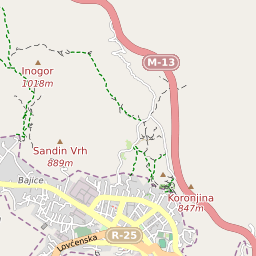 M-13
Inogor
1018m
Sandin Vrh
889m
Bajice
Koronjina
847m
R-25
Lovćenska